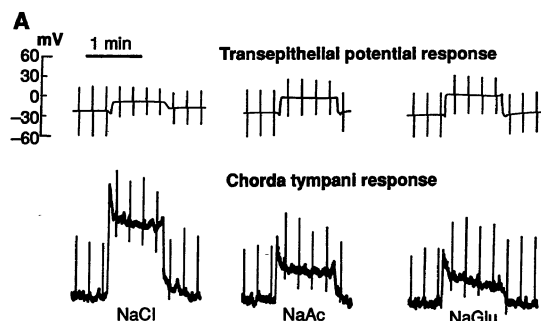 A
mV
1 min
Transepithelial potential response
60
30
0
−30
−60
Chorda tympani response
NaCl
NaAc
NaGlu